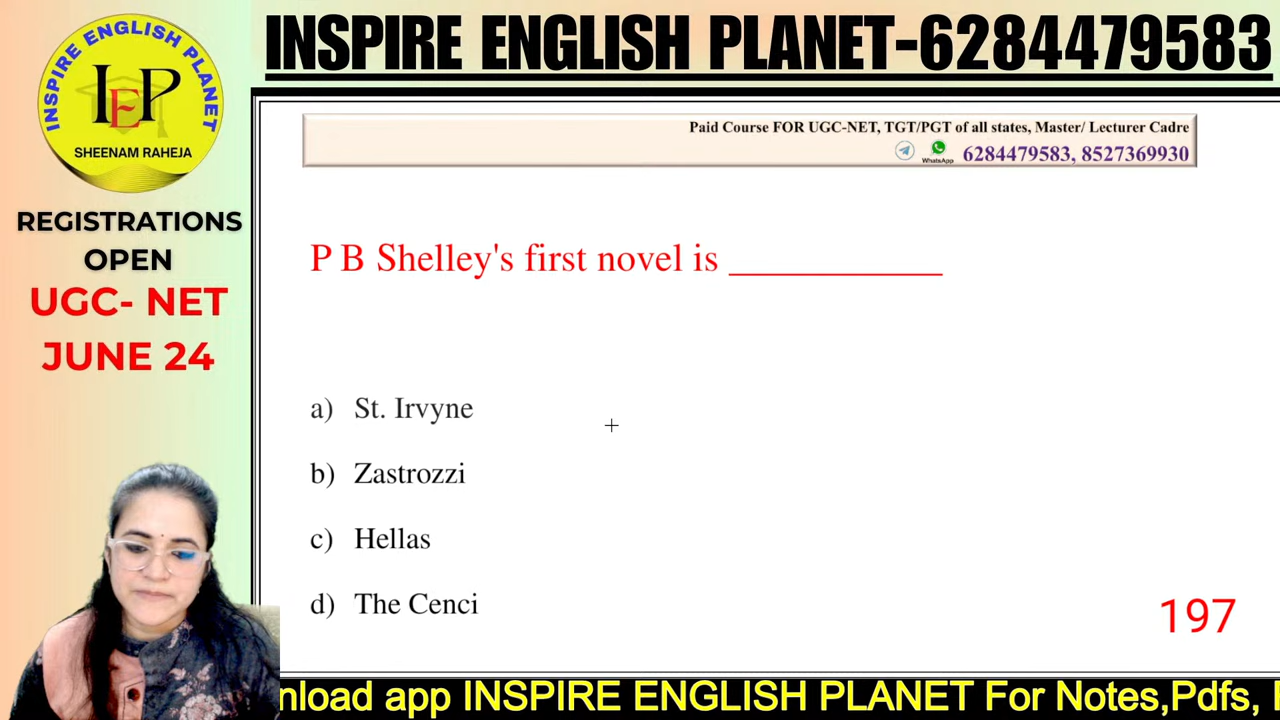 INSPIRE ENGLISH PLANET-6284479583
INSPIRE ENGLISH PLANET
IEP
SHEENAM RAHEJA
Paid Course FOR UGC-NET, TGT/PGT of all states, Master/ Lecturer Cadre
WhatsApp
6284479583, 8527369930
REGISTRATIONS
OPEN
UGC- NET
JUNE 24
P B Shelley's first novel is ____________
a) St. Irvyne
b) Zastrozzi
c) Hellas
d) The Cenci
197
nload app INSPIRE ENGLISH PLANET For Notes,Pdfs,